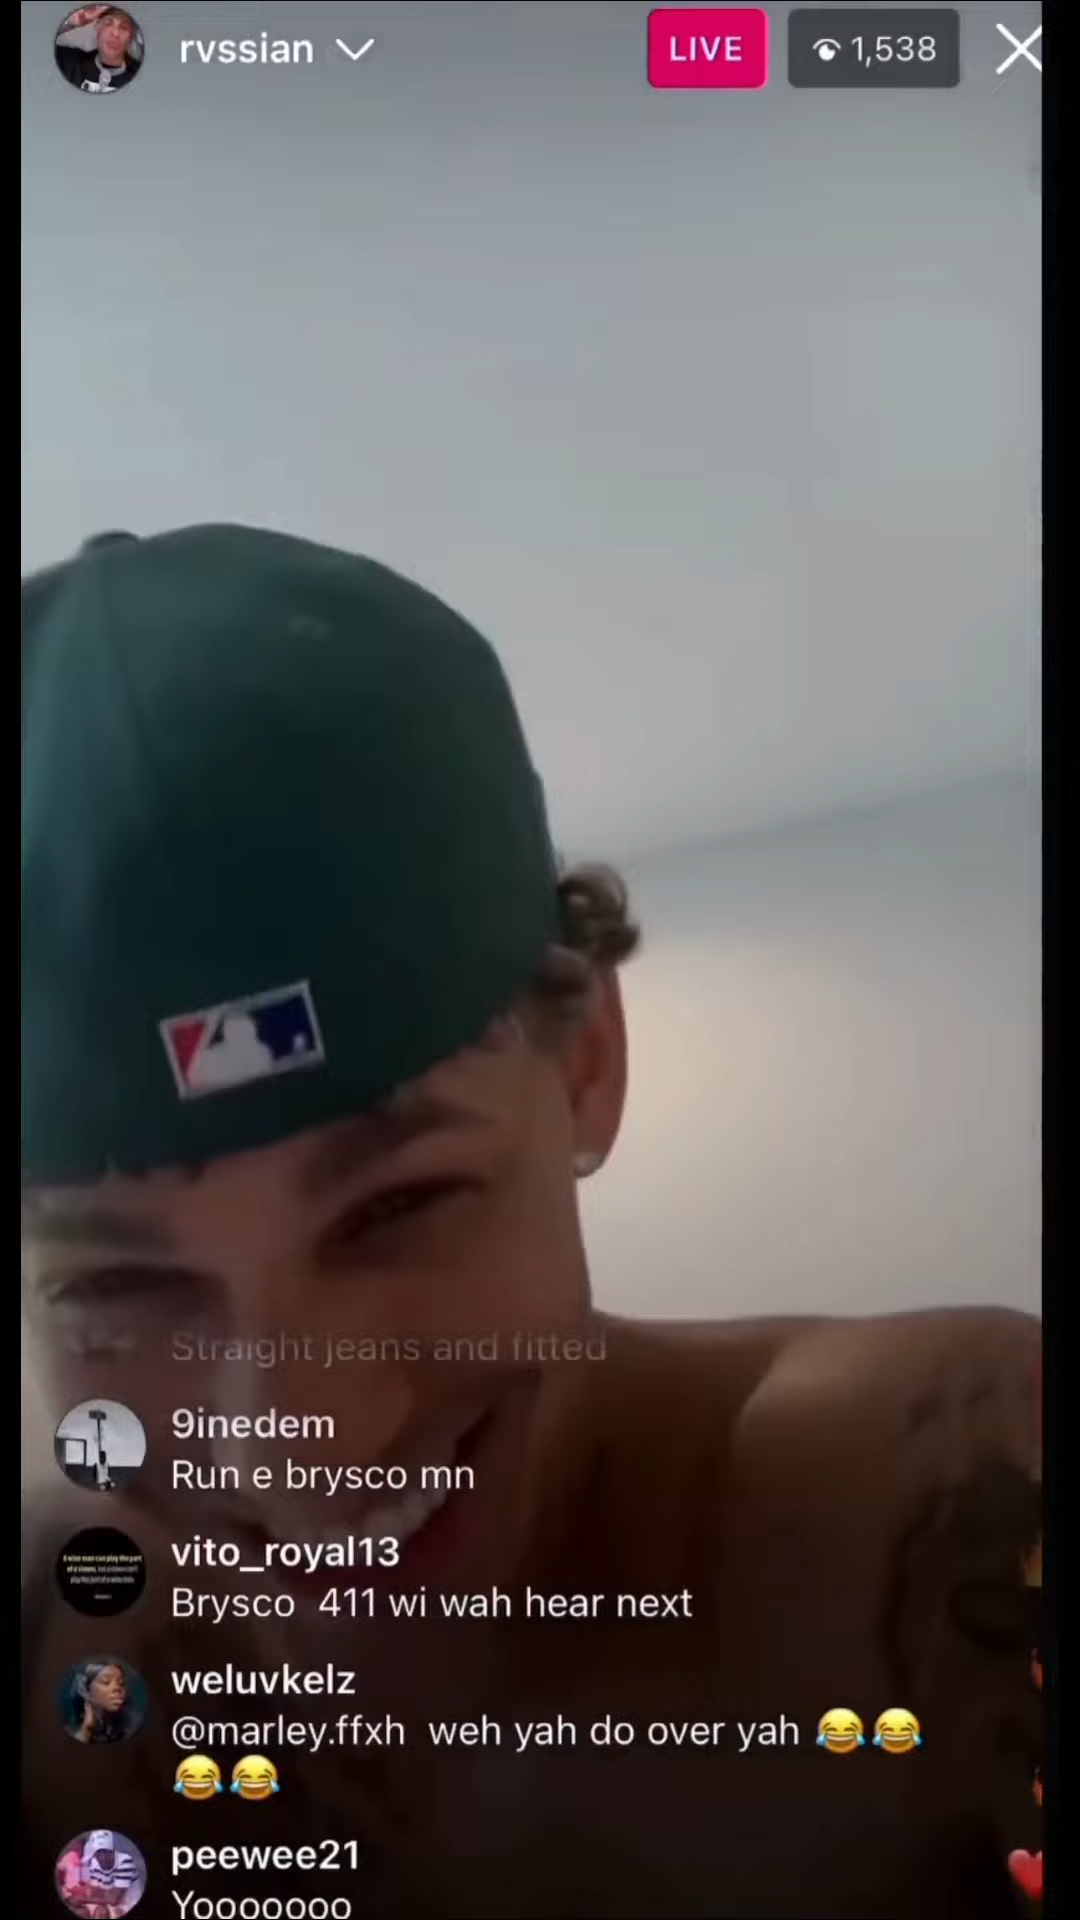 rvssian
LIVE
1,538
Straight jeans and fitted
9inedem
Run e brysco mn
vito_royal13
Brysco 411 wi wah hear next
weluvkelz
@marley.ffxh weh yah do over yah 😂😂
😂😂
peewee21
Yooooooo